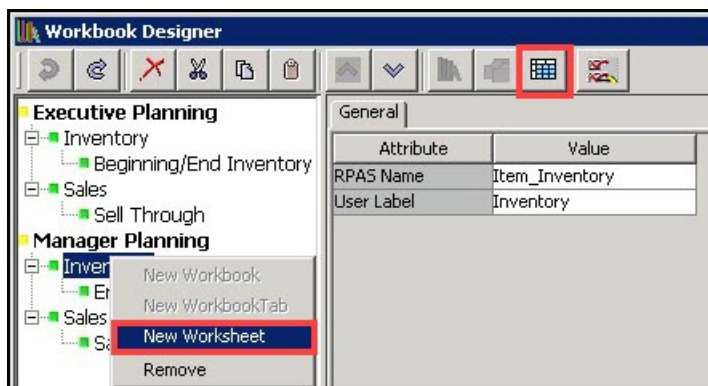 Workbook Designer
Executive Planning
Inventory
Beginning/End Inventory
Sales
Sell Through
Manager Planning
Sales
General
Attribute Value
RPAS Name Item_Inventory
User Label Inventory
New Workbook
New WorkbookTab
New Worksheet
Remove